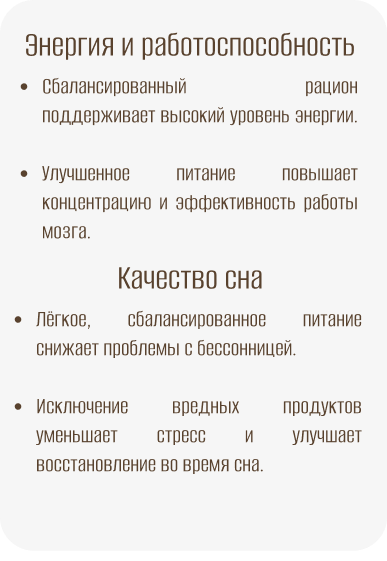 Энергия и работоспособность
• Сбалансированный рацион
поддерживает высокий уровень энергии.
• Улучшенное питание повышает
концентрацию и эффективность работы
мозга.
Качество сна
• Лёгкое, сбалансированное питание
снижает проблемы с бессонницей.
• Исключение вредных продуктов
уменьшает стресс и улучшает
восстановление во время сна.